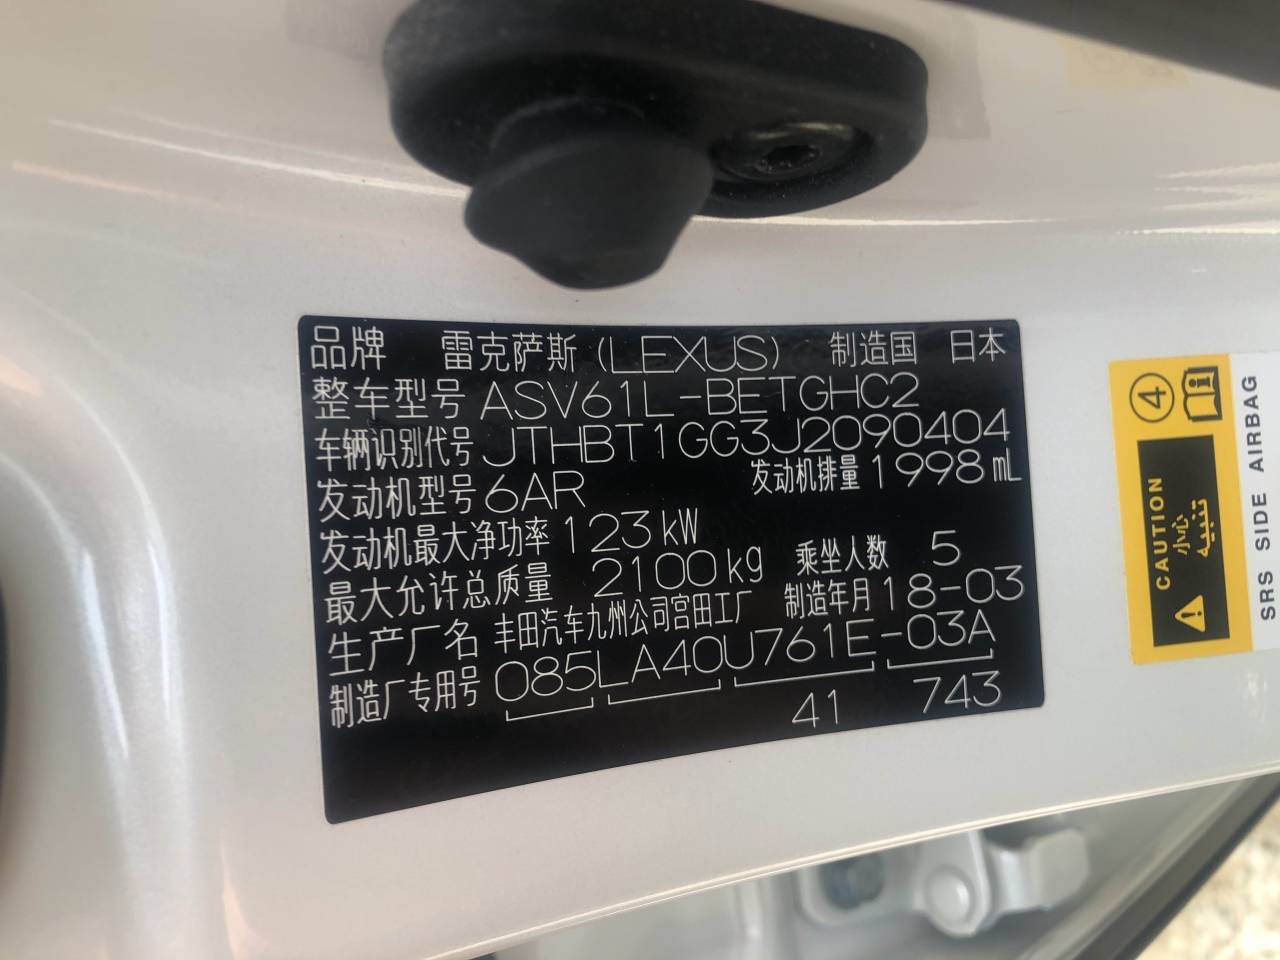 品牌 雷克萨斯(LEXUS) 制造国 日本
整车型号 ASV61L-BETGHC2
车辆识别代号 JTHBT1GG3J2090404
发动机型号 6AR 发动机排量 1998 mL
发动机最大净功率 123 kW
最大允许总质量 2100kg 乘坐人数 5
生产厂名 丰田汽车九州公司宫田工厂 制造年月 18-03
制造厂专用号 085LA40U761E-03A
41 743
④
CAUTION
小心
تنبيه
SRS SIDE AIRBAG